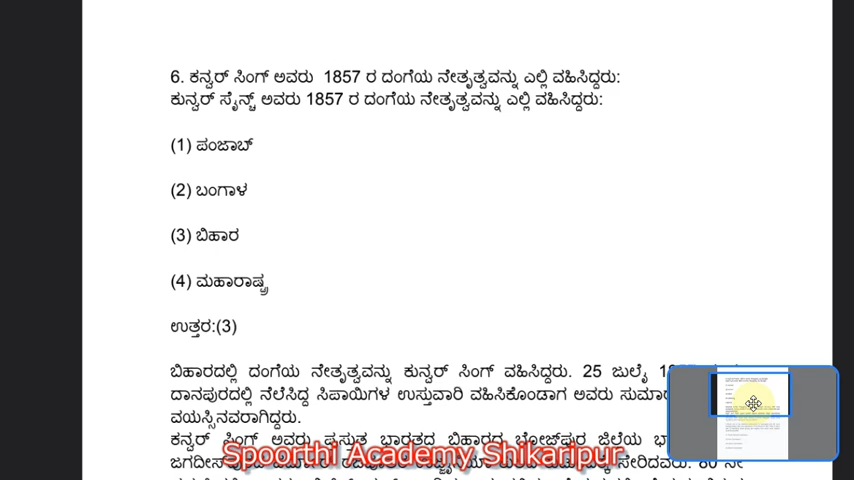 6. ಕನ್ವರ್ ಸಿಂಗ್ ಅವರು 1857 ರ ದಂಗೆಯ ನೇತೃತ್ವವನ್ನು ಎಲ್ಲಿ ವಹಿಸಿದ್ದರು:
ಕುನ್ವರ್ ಸೈನ್ಚ್ ಅವರು 1857 ರ ದಂಗೆಯ ನೇತೃತ್ವವನ್ನು ಎಲ್ಲಿ ವಹಿಸಿದ್ದರು:
(1) ಪಂಜಾಬ್
(2) ಬಂಗಾಳ
(3) ಬಿಹಾರ
(4) ಮಹಾರಾಷ್ಟ್ರ
ಉತ್ತರ:(3)
ಬಿಹಾರದಲ್ಲಿ ದಂಗೆಯ ನೇತೃತ್ವವನ್ನು ಕುನ್ವರ್ ಸಿಂಗ್ ವಹಿಸಿದ್ದರು. 25 ಜುಲೈ
ದಾನಪುರದಲ್ಲಿ ನೆಲೆಸಿದ್ದ ಸಿಪಾಯಿಗಳ ಉಸ್ತುವಾರಿ ವಹಿಸಿಕೊಂಡಾಗ ಅವರು
ವಯಸ್ಸಿನವರಾಗಿದ್ದರು.
ಕನ್ವರ್ ಸಿಂಗ್ ಅವರು ಪ್ರಸ್ತುತ ಭಾರತದ ಬಿಹಾರದ ಭೋಜ್‌ಪುರ ಜಿಲ್ಲೆಯ
Spoorthi Academy Shikaripur
ಸೇರಿದವರು. 80 ನೇ